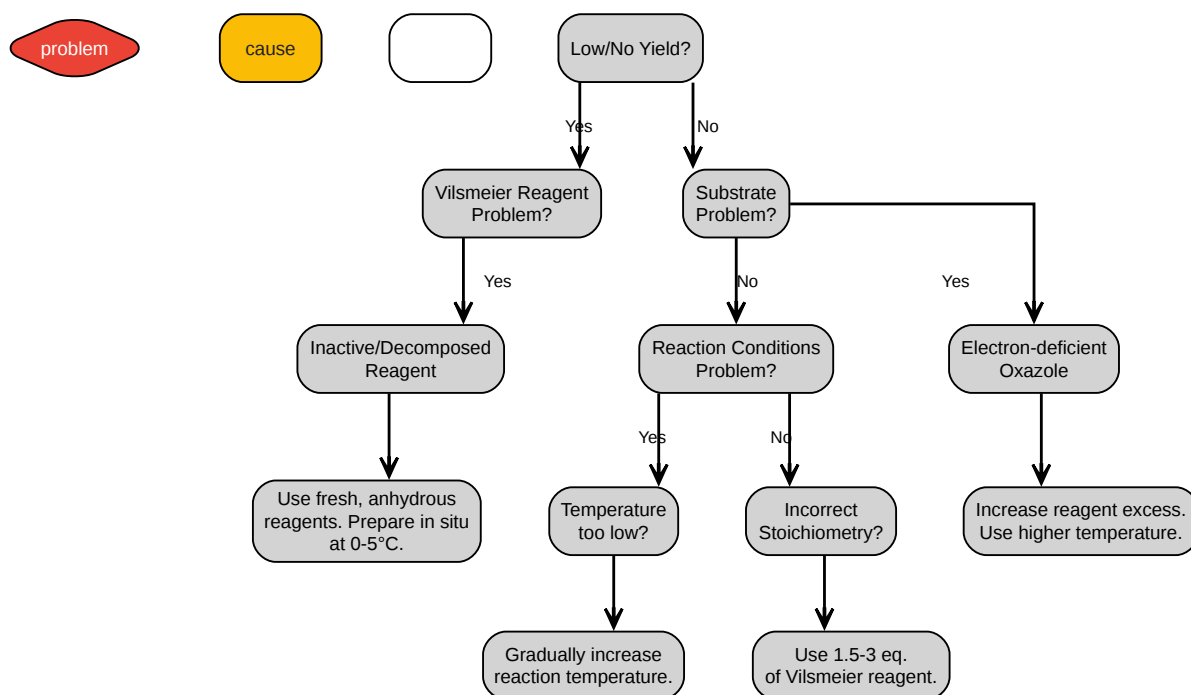 problem
cause
Low/No Yield?
Yes
No
Vilsmeier Reagent
Problem?
Substrate
Problem?
Yes
No
Yes
Inactive/Decomposed
Reagent
Reaction Conditions
Problem?
Electron-deficient
Oxazole
Yes
No
Use fresh, anhydrous
reagents. Prepare in situ
at 0-5°C.
Temperature
too low?
Incorrect
Stoichiometry?
Increase reagent excess.
Use higher temperature.
Gradually increase
reaction temperature.
Use 1.5-3 eq.
of Vilsmeier reagent.